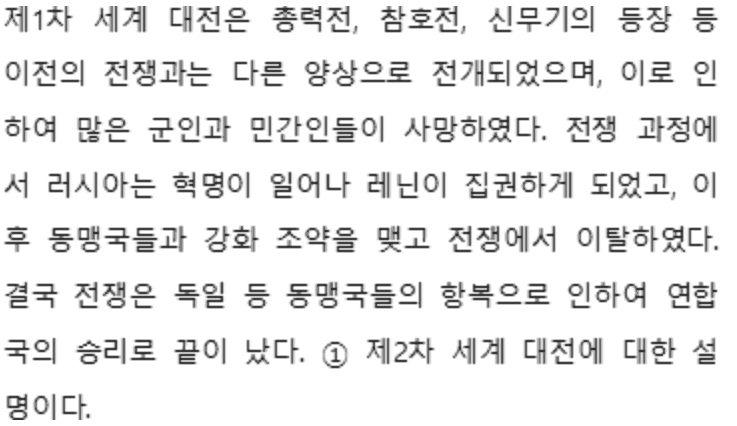 제1차 세계 대전은 총력전, 참호전, 신무기의 등장 등
이전의 전쟁과는 다른 양상으로 전개되었으며, 이로 인
하여 많은 군인과 민간인들이 사망하였다. 전쟁 과정에
서 러시아는 혁명이 일어나 레닌이 집권하게 되었고, 이
후 동맹국들과 강화 조약을 맺고 전쟁에서 이탈하였다.
결국 전쟁은 독일 등 동맹국들의 항복으로 인하여 연합
국의 승리로 끝이 났다. ① 제2차 세계 대전에 대한 설
명이다.